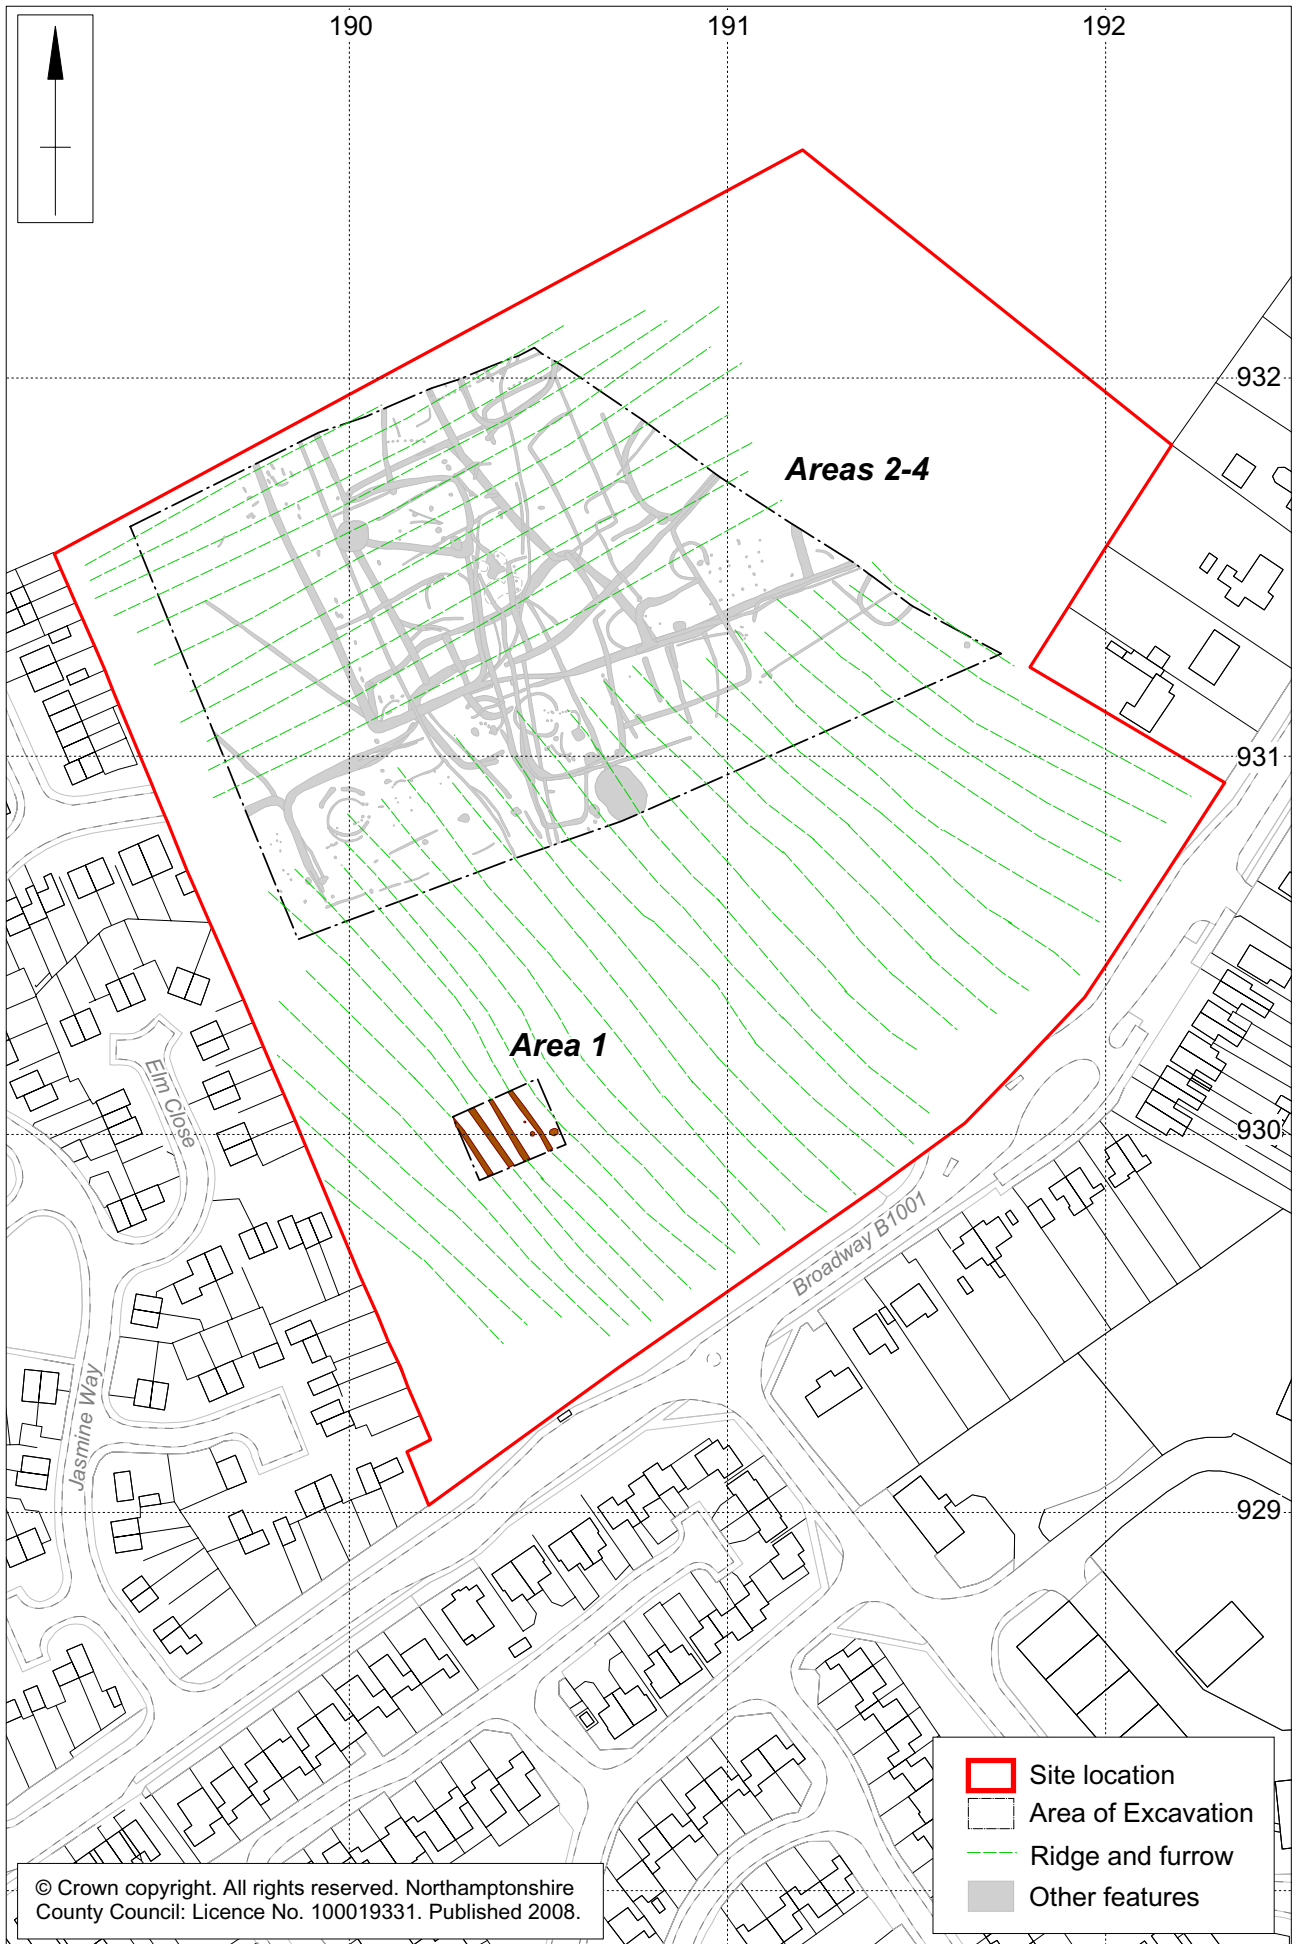 190
191
192
932
Areas 2-4
931
Area 1
930
Elm Close
Broadway B1001
Jasmine Way
929
Site location
Area of Excavation
Ridge and furrow
Other features
© Crown copyright. All rights reserved. Northamptonshire
County Council: Licence No. 100019331. Published 2008.